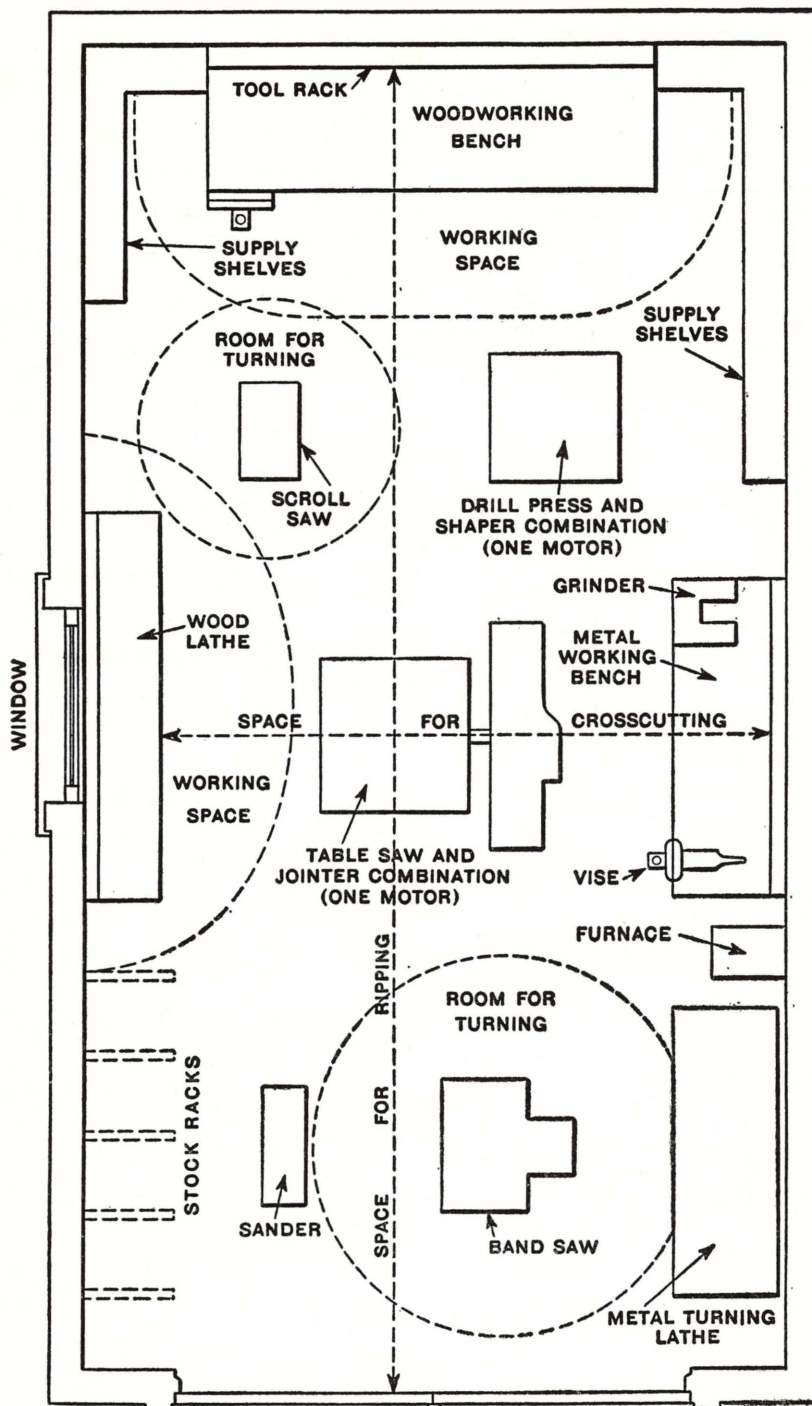 TOOL RACK
WOODWORKING
BENCH
SUPPLY
SHELVES
WORKING
SPACE
SUPPLY
SHELVES
ROOM FOR
TURNING
SCROLL
SAW
DRILL PRESS AND
SHAPER COMBINATION
(ONE MOTOR)
GRINDER
WOOD
LATHE
METAL
WORKING
BENCH
WINDOW
SPACE FOR CROSSCUTTING
WORKING
SPACE
TABLE SAW AND
JOINTER COMBINATION
(ONE MOTOR)
VISE
FURNACE
SPACE FOR RIPPING
ROOM FOR
TURNING
STOCK RACKS
SANDER
BAND SAW
METAL TURNING
LATHE